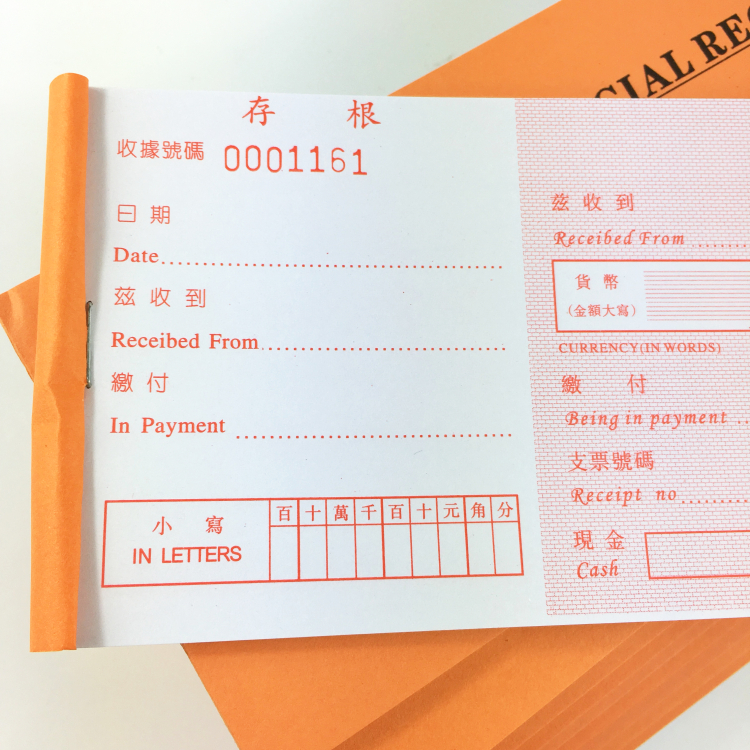 CIAL REC
存 根
收據號碼 0001161
日 期
Date
茲 收 到
Receibed From
繳 付
In Payment
小 寫
IN LETTERS
百 十 萬 千 百 十 元 角 分
茲 收 到
Receibed From
貨 幣
(金額大寫)
CURRENCY(IN WORDS)
繳 付
Being in payment
支票號碼
Receipt no
現 金
Cash